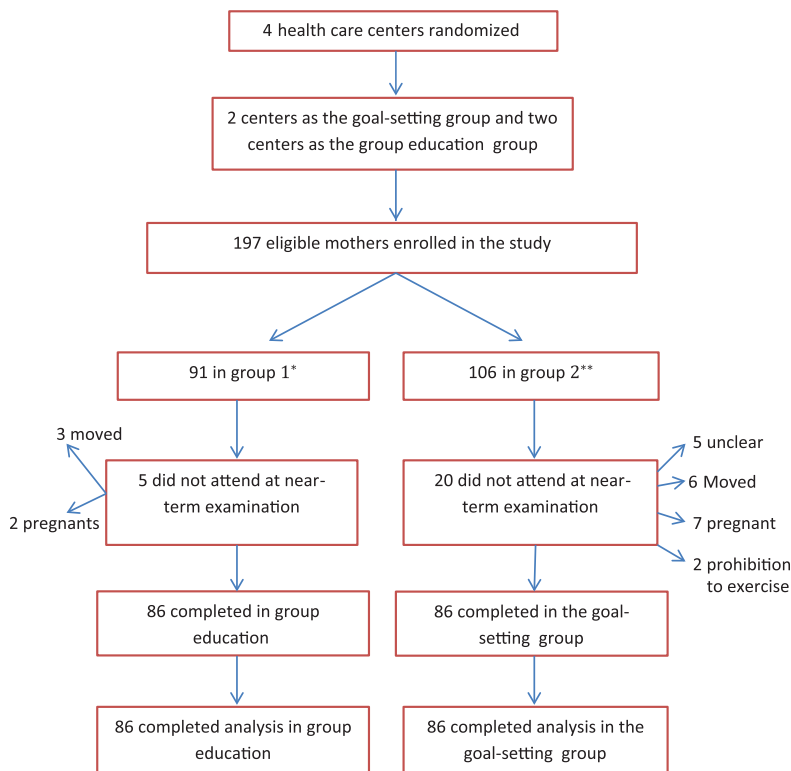 4 health care centers randomized
2 centers as the goal-setting group and two
centers as the group education group
197 eligible mothers enrolled in the study
91 in group 1*
106 in group 2**
3 moved
2 pregnants
5 did not attend at near-
term examination
20 did not attend at near-
term examination
5 unclear
6 Moved
7 pregnant
2 prohibition
to exercise
86 completed in group
education
86 completed in the goal-
setting group
86 completed analysis in group
education
86 completed analysis in the
goal-setting group